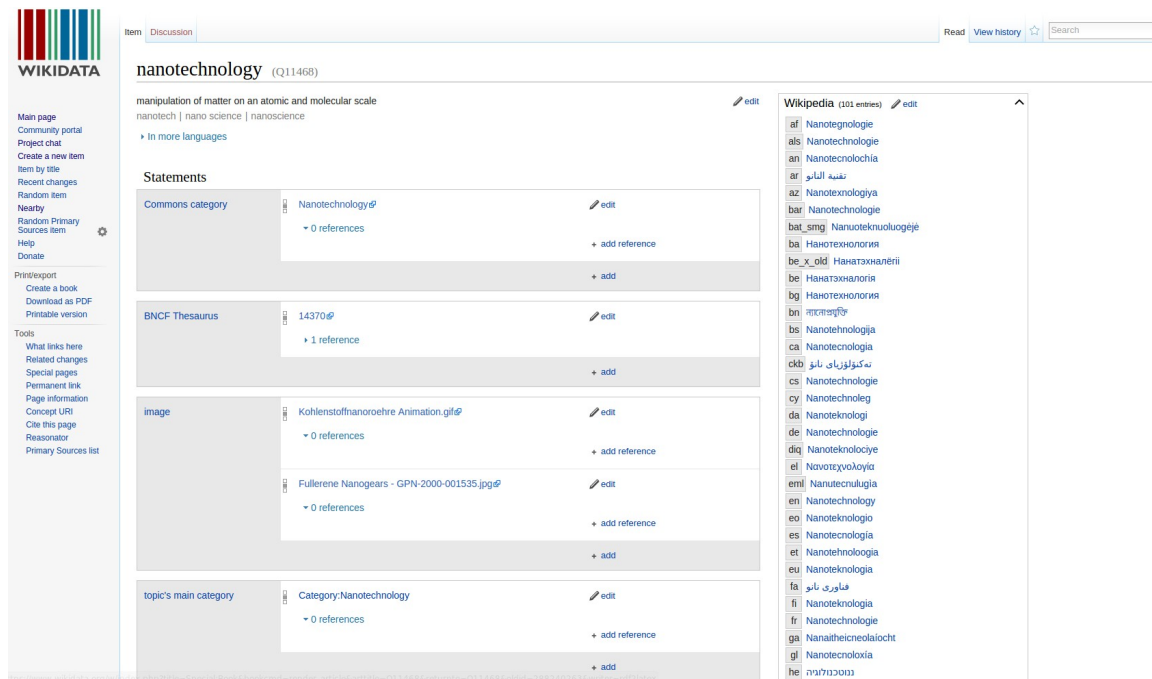 WIKIDATA
Item Discussion
Read View history Search
nanotechnology (Q11468)
manipulation of matter on an atomic and molecular scale
edit
nanotech | nano science | nanoscience
In more languages
Main page
Community portal
Project chat
Create a new item
Item by title
Recent changes
Random item
Nearby
Random Primary
Sources item
Help
Donate
Print/export
Create a book
Download as PDF
Printable version
Tools
What links here
Related changes
Special pages
Permanent link
Page information
Concept URI
Cite this page
Reasonator
Primary Sources list
Statements
Commons category
Nanotechnology
edit
0 references
+ add reference
+ add
BNCF Thesaurus
14370
edit
1 reference
+ add
image
Kohlenstoffnanoroehre Animation.gif
edit
0 references
+ add reference
Fullerene Nanogears - GPN-2000-001535.jpg
edit
0 references
+ add reference
+ add
topic's main category
Category:Nanotechnology
edit
0 references
+ add reference
+ add
Wikipedia (101 entries) edit
af Nanotegnologie
als Nanotechnologie
an Nanotecnolochía
ar تقنية النانو
az Nanotexnologiya
bar Nanotechnologie
bat_smg Nanuoteknuoluogėjė
ba Нанотехнология
be_x_old Нанатэхналёгіі
be Нанатэхналогія
bg Нанотехнология
bn ন্যানোপ্রযুক্তি
bs Nanotehnologija
ca Nanotecnologia
ckb تەکنۆلۆژیای نانۆ
cs Nanotechnologie
cy Nanotechnoleg
da Nanoteknologi
de Nanotechnologie
diq Nanoteknolociye
el Νανοτεχνολογία
eml Nanutecnulugìa
en Nanotechnology
eo Nanoteknologio
es Nanotecnología
et Nanotehnoloogia
eu Nanoteknologia
fa فناوری نانو
fi Nanoteknologia
fr Nanotechnologie
ga Nanaitheicneolaíocht
gl Nanotecnoloxía
he ננוטכנולוגיה